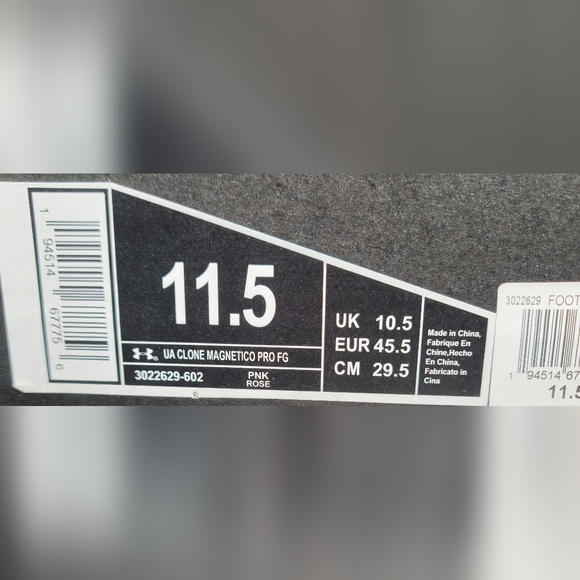 1 94514 67775 6
11.5
UA CLONE MAGNETICO PRO FG
3022629-602
PNK
ROSE
UK 10.5
EUR 45.5
CM 29.5
Made in China,
Fabrique En
Chine,Hecho
En China,
Fabricato in
Cina
3022629 FOOT
1 94514 67
11.5